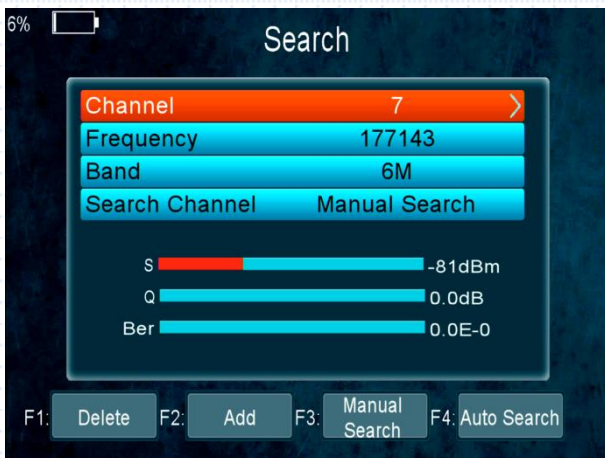 6%
Search
Channel 7
Frequency 177143
Band 6M
Search Channel Manual Search
S -81dBm
Q 0.0dB
Ber 0.0E-0
F1: Delete F2: Add F3: Manual Search F4: Auto Search